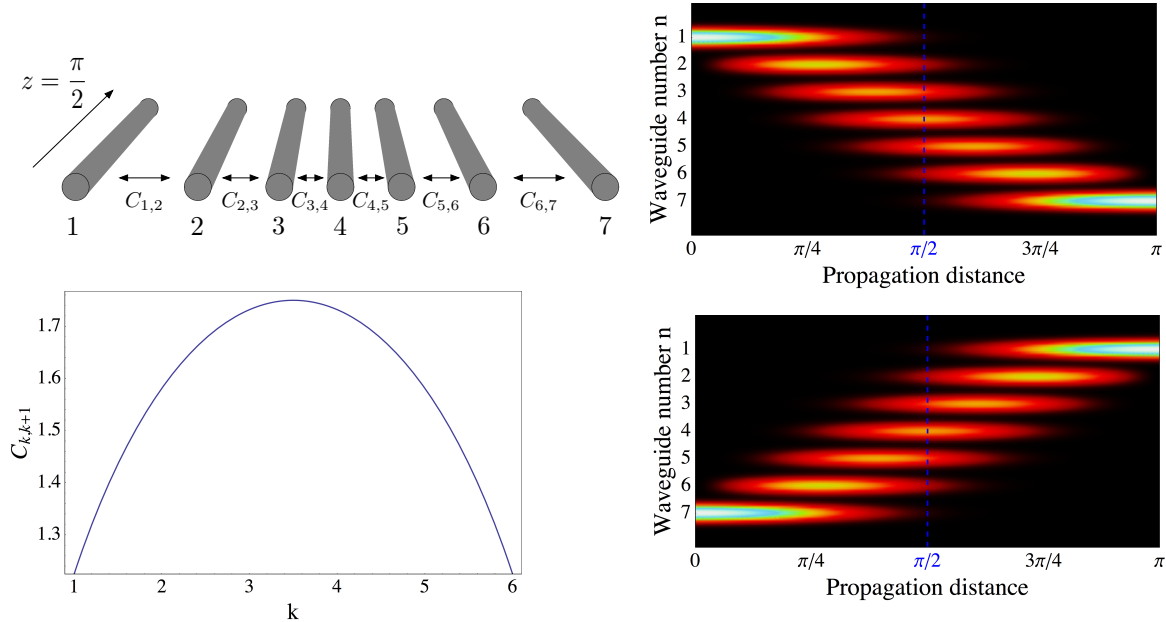 z = π/2
C1,2 C2,3 C3,4 C4,5 C5,6 C6,7
1 2 3 4 5 6 7
Ck,k+1
1.7
1.6
1.5
1.4
1.3
1 2 3 4 5 6
k
Waveguide number n
1
2
3
4
5
6
7
0 π/4 π/2 3π/4 π
Propagation distance
Waveguide number n
1
2
3
4
5
6
7
0 π/4 π/2 3π/4 π
Propagation distance